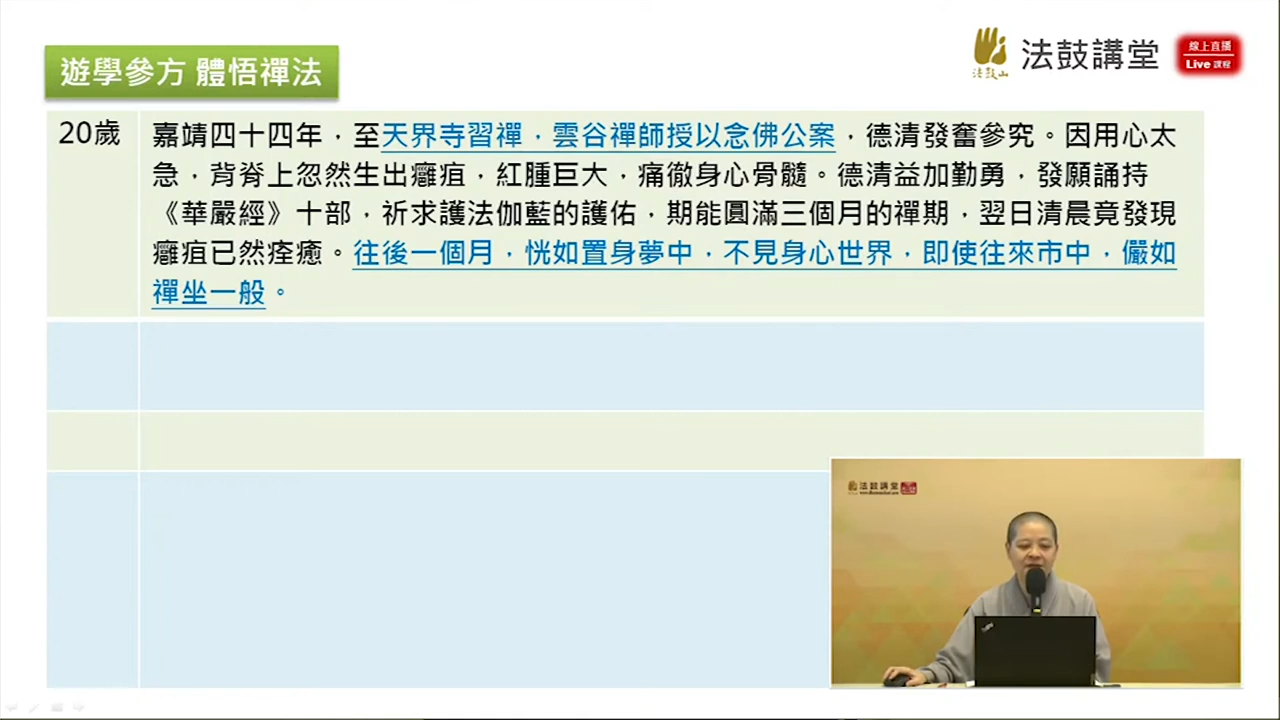 遊學參方 體悟禪法
法鼓山
法鼓講堂
線上直播
Live 課程
20歲
嘉靖四十四年，至天界寺習禪，雲谷禪師授以念佛公案，德清發奮參究。因用心太
急，背脊上忽然生出癰疽，紅腫巨大，痛徹身心骨髓。德清益加勤勇，發願誦持
《華嚴經》十部，祈求護法伽藍的護佑，期能圓滿三個月的禪期，翌日清晨竟發現
癰疽已然痊癒。往後一個月，恍如置身夢中，不見身心世界，即使往來市中，儼如
禪坐一般。
法鼓講堂